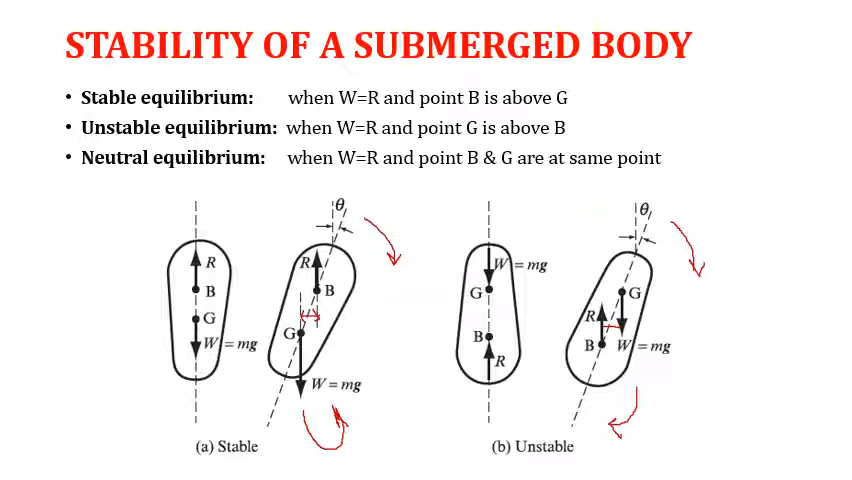 STABILITY OF A SUBMERGED BODY
• Stable equilibrium: when W=R and point B is above G
• Unstable equilibrium: when W=R and point G is above B
• Neutral equilibrium: when W=R and point B & G are at same point
θ
R
B
G
W = mg
R
B
G
W = mg
(a) Stable
θ
W = mg
G
B
R
G
R
B
W = mg
(b) Unstable